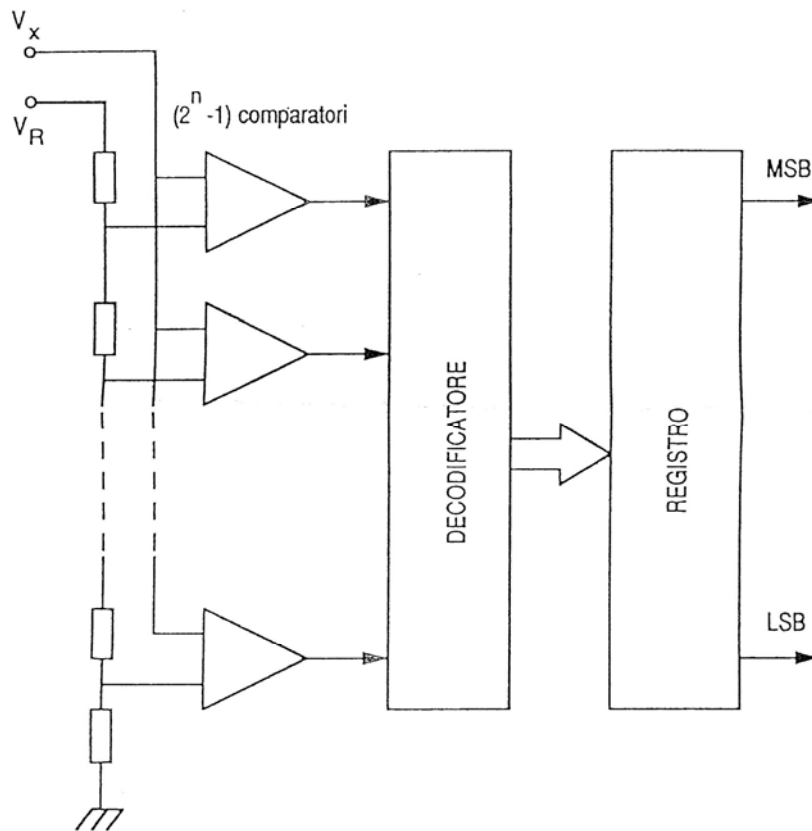 V_x
V_R
(2^n -1) comparatori
DECODIFICATORE
REGISTRO
MSB
LSB